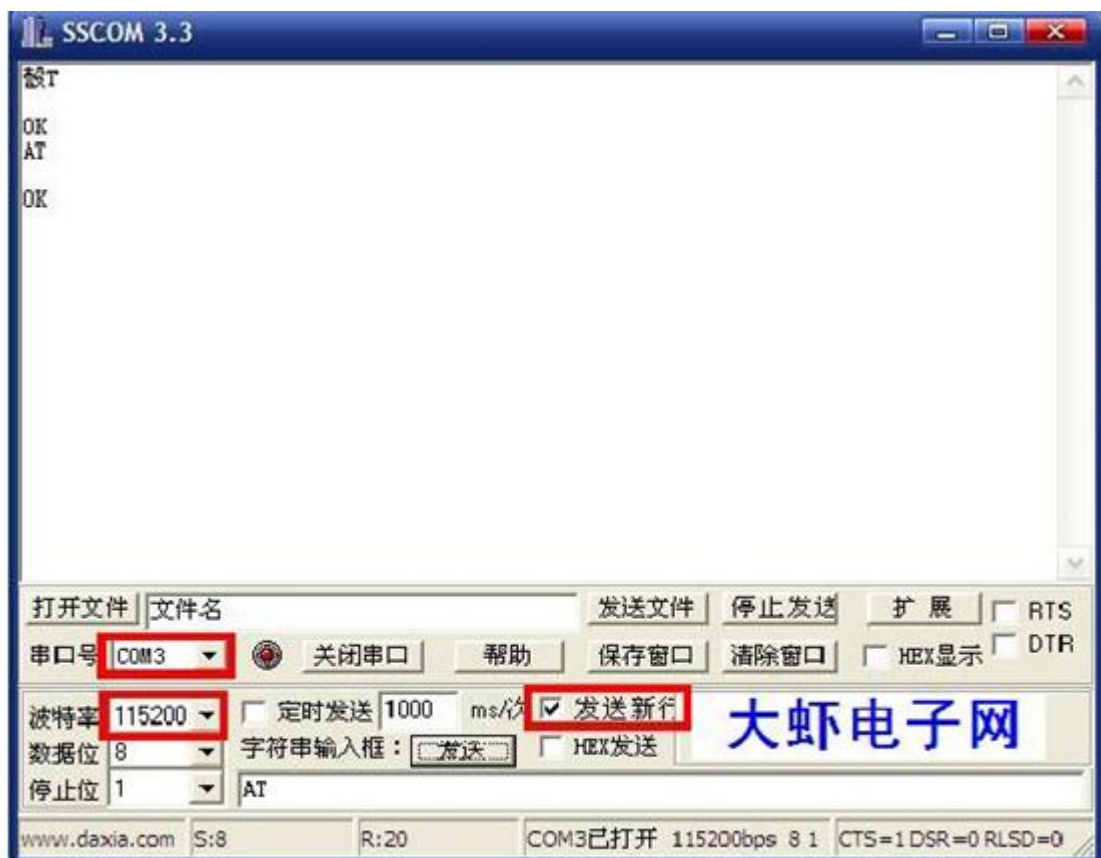 SSCOM 3.3
T
OK
AT
OK
打开文件 文件名 发送文件 停止发送 扩展 RTS
串口号 COM3 关闭串口 帮助 保存窗口 清除窗口 HEX显示 DTR
波特率 115200 定时发送 1000 ms/次 发送新行 大虾电子网
数据位 8 字符串输入框： 发送 HEX发送
停止位 1 AT
www.daxia.com S:8 R:20 COM3已打开 115200bps 8 1 CTS=1 DSR=0 RLSD=0